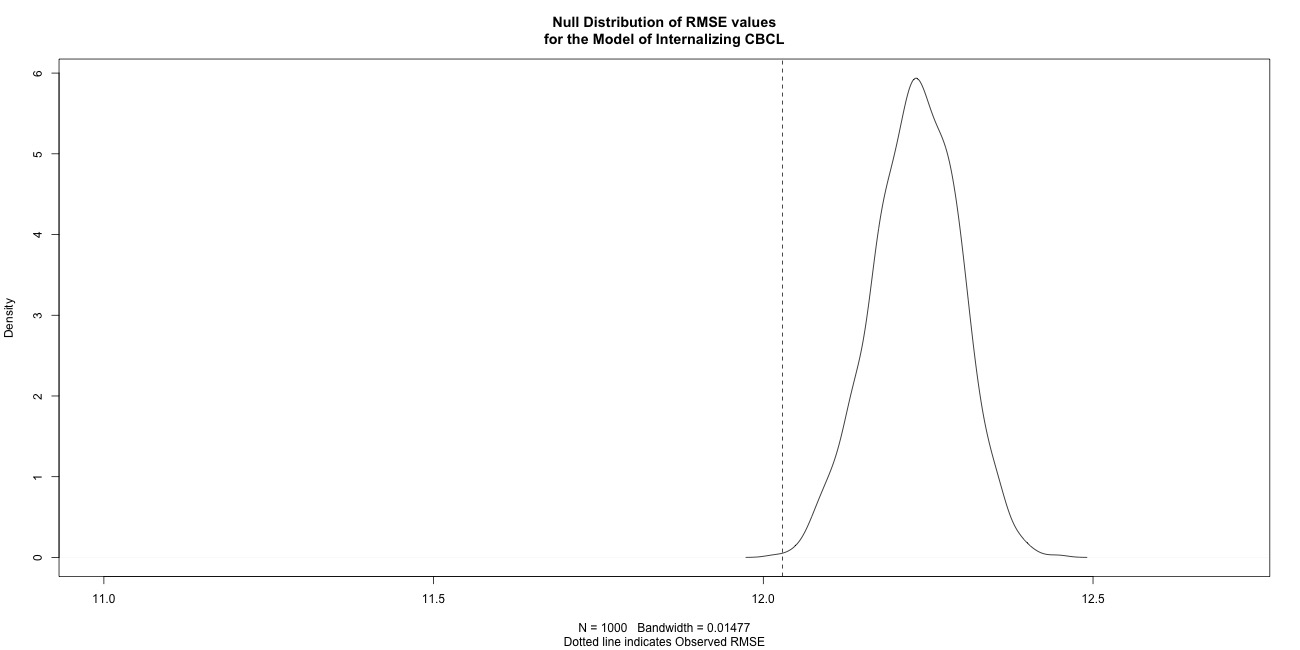 Null Distribution of RMSE values
for the Model of Internalizing CBCL
Density
6
5
4
3
2
1
0
11.0 11.5 12.0 12.5
N = 1000 Bandwidth = 0.01477
Dotted line indicates Observed RMSE